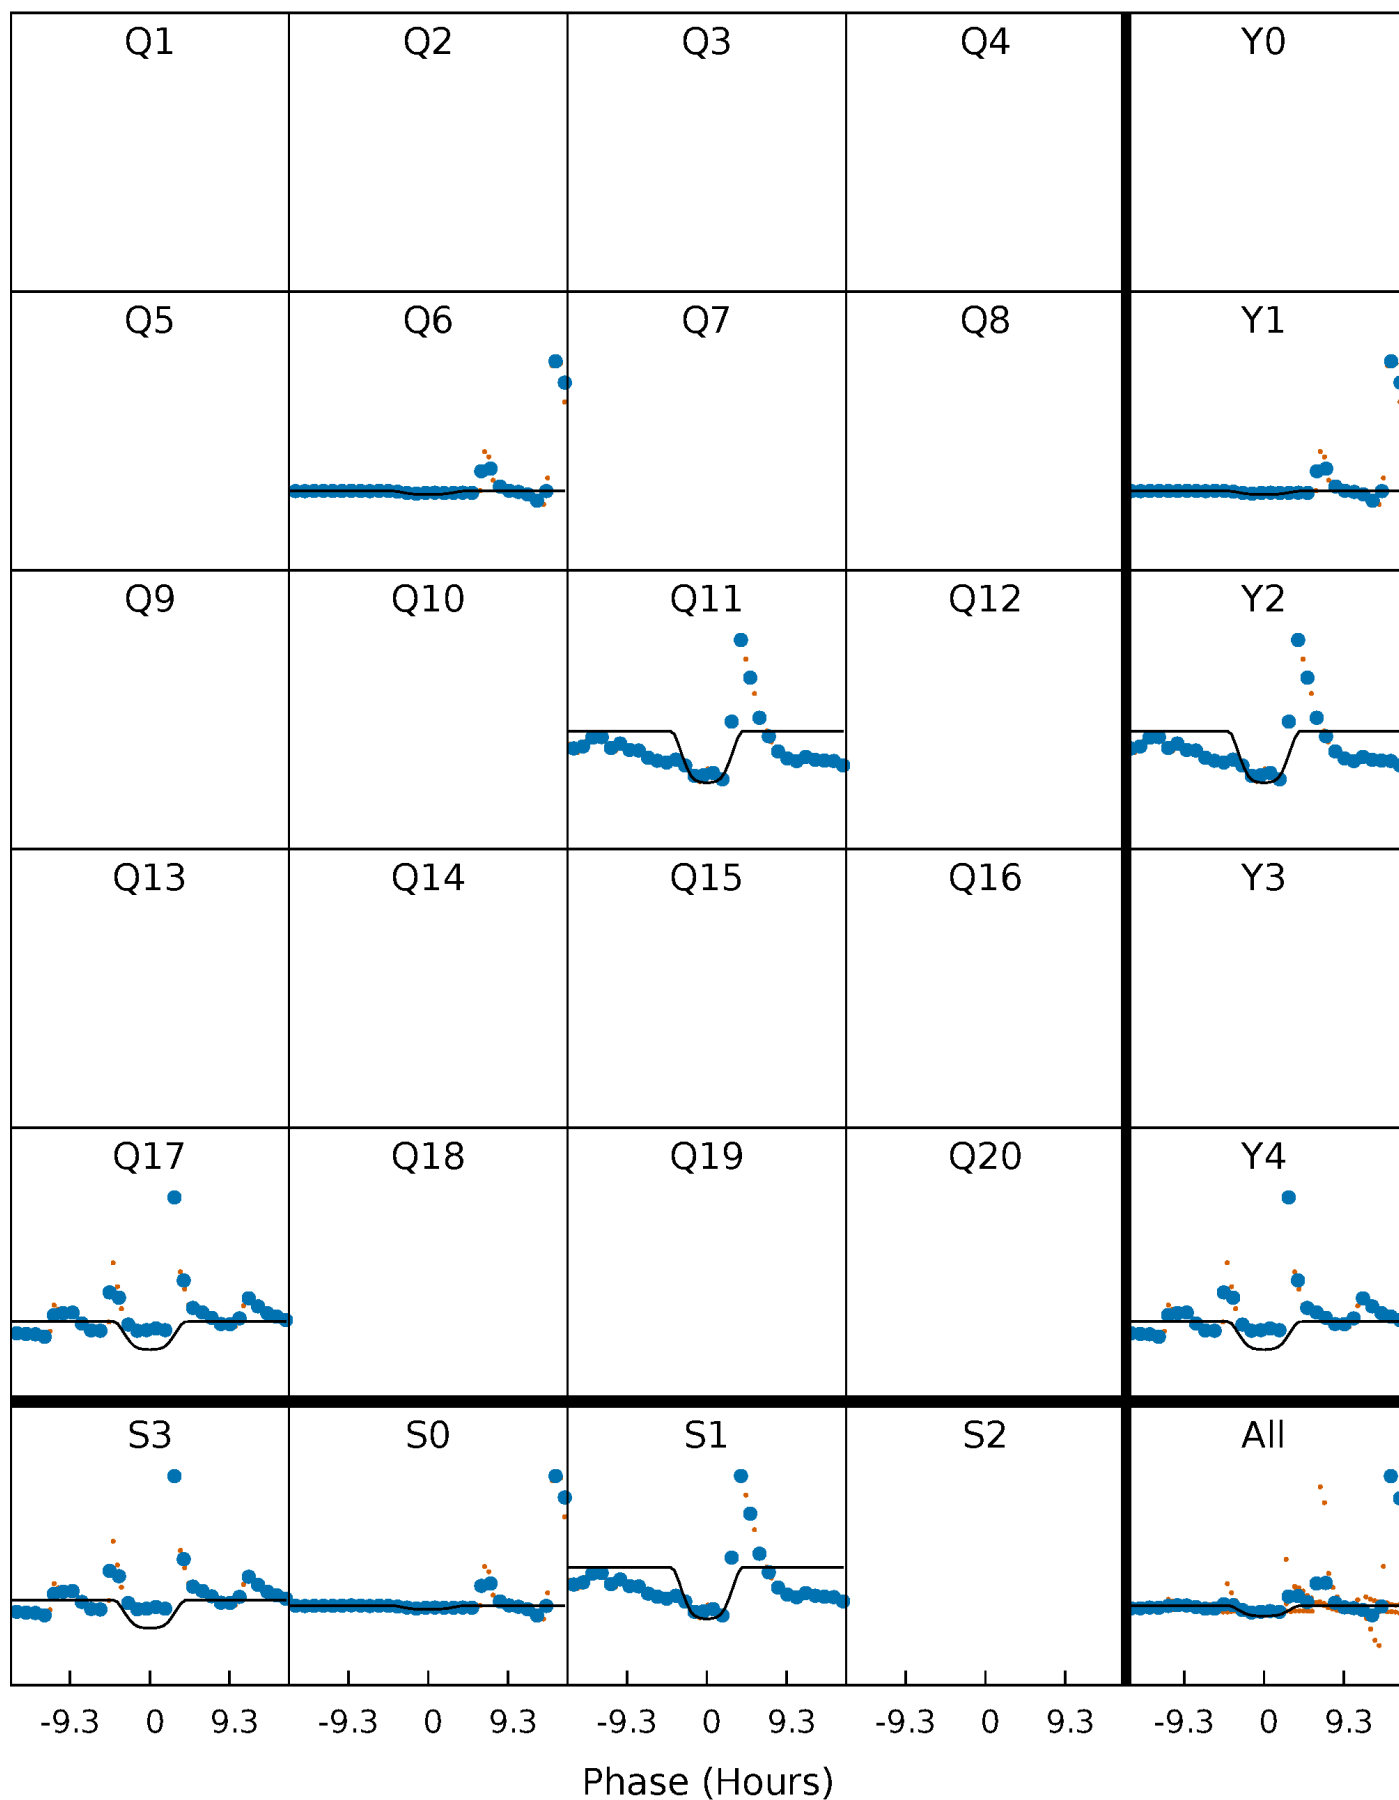 Q1 Q2 Q3 Q4 Y0
Q5 Q6 Q7 Q8 Y1
Q9 Q10 Q11 Q12 Y2
Q13 Q14 Q15 Q16 Y3
Q17 Q18 Q19 Q20 Y4
S3 S0 S1 S2 All
-9.3 0 9.3 -9.3 0 9.3 -9.3 0 9.3 -9.3 0 9.3 -9.3 0 9.3
Phase (Hours)